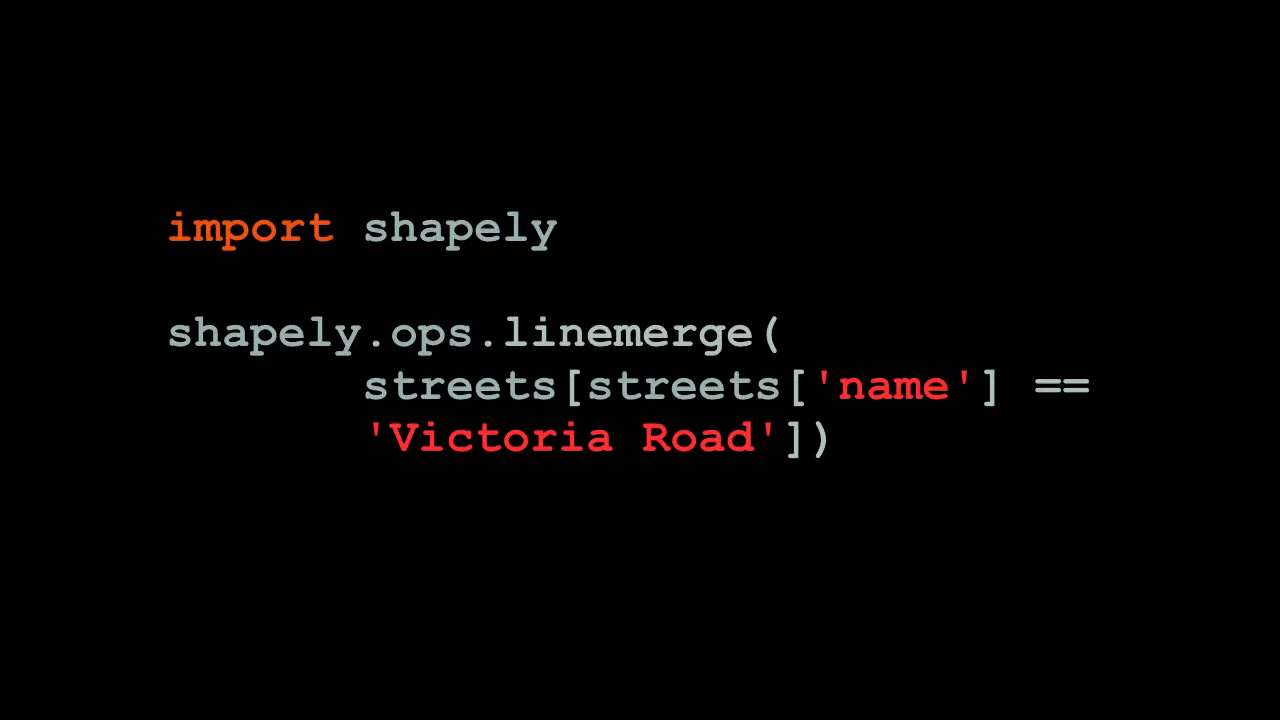 import shapely
shapely.ops.linemerge(
streets[streets['name'] ==
'Victoria Road'])